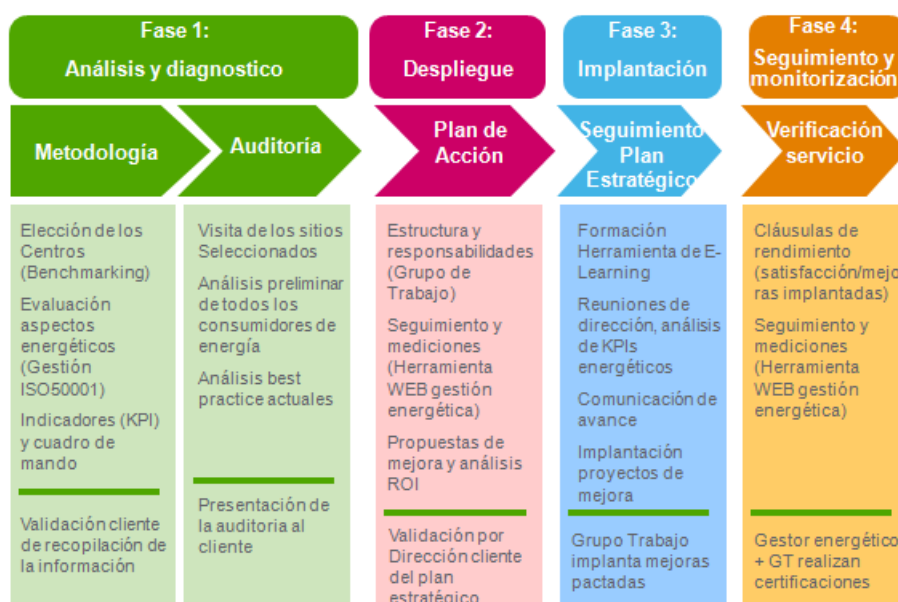 Fase 1:
Análisis y diagnostico
Fase 2:
Despliegue
Fase 3:
Implantación
Fase 4:
Seguimiento y
monitorización
Metodología
Auditoría
Plan de
Acción
Seguimiento
Plan
Estratégico
Verificación
servicio
Elección de los
Centros
(Benchmarking)
Evaluación
aspectos
energéticos
(Gestión
ISO50001)
Indicadores (KPI)
y cuadro de
mando
Validación cliente
de recopilación de
la información
Visita de los sitios
Seleccionados
Análisis preliminar
de todos los
consumidores de
energía
Análisis best
practice actuales
Presentación de
la auditoria al
cliente
Estructura y
responsabilidades
(Grupo de
Trabajo)
Seguimiento y
mediciones
(Herramienta
WEB gestión
energética)
Propuestas de
mejora y análisis
ROI
Validación por
Dirección cliente
del plan
estratégico
Formación
Herramienta de E-
Learning
Reuniones de
dirección, análisis
de KPIs
energéticos
Comunicación de
avance
Implantación
proyectos de
mejora
Grupo Trabajo
implanta mejoras
pactadas
Cláusulas de
rendimiento
(satisfacción/mejo
ras implantadas)
Seguimiento y
mediciones
(Herramienta
WEB gestión
energética)
Gestor energético
+ GT realizan
certificaciones